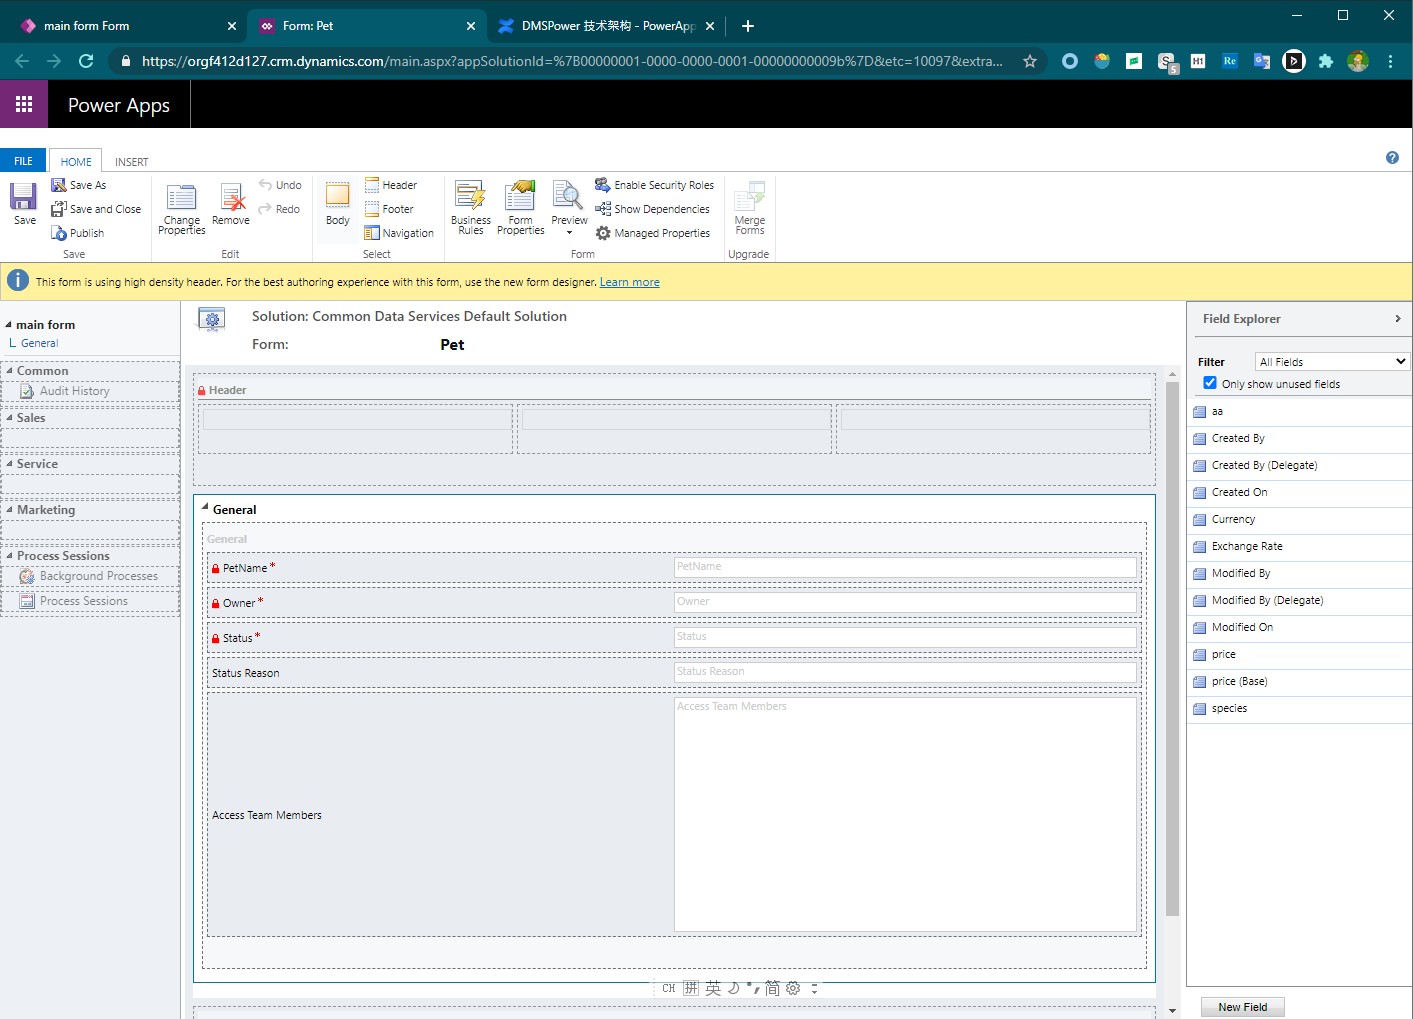 main form Form
Form: Pet
DMSPower 技术架构 - PowerApp
https://orgf412d127.crm.dynamics.com/main.aspx?appSolutionId=%7B00000001-0000-0000-0001-00000000009b%7D&etc=10097&extra...
5
H1
Re
Power Apps
FILE
HOME
INSERT
Save
Save As
Save and Close
Publish
Save
Change Properties
Remove
Undo
Redo
Edit
Body
Header
Footer
Navigation
Select
Business Rules
Form Properties
Preview
Enable Security Roles
Show Dependencies
Managed Properties
Form
Merge Forms
Upgrade
This form is using high density header. For the best authoring experience with this form, use the new form designer. Learn more
main form
General
Common
Audit History
Sales
Service
Marketing
Process Sessions
Background Processes
Process Sessions
Solution: Common Data Services Default Solution
Form: Pet
Header
General
General
PetName* PetName
Owner* Owner
Status* Status
Status Reason Status Reason
Access Team Members
Access Team Members
CH 拼 英 简
Field Explorer
Filter All Fields
Only show unused fields
aa
Created By
Created By (Delegate)
Created On
Currency
Exchange Rate
Modified By
Modified By (Delegate)
Modified On
price
price (Base)
species
New Field